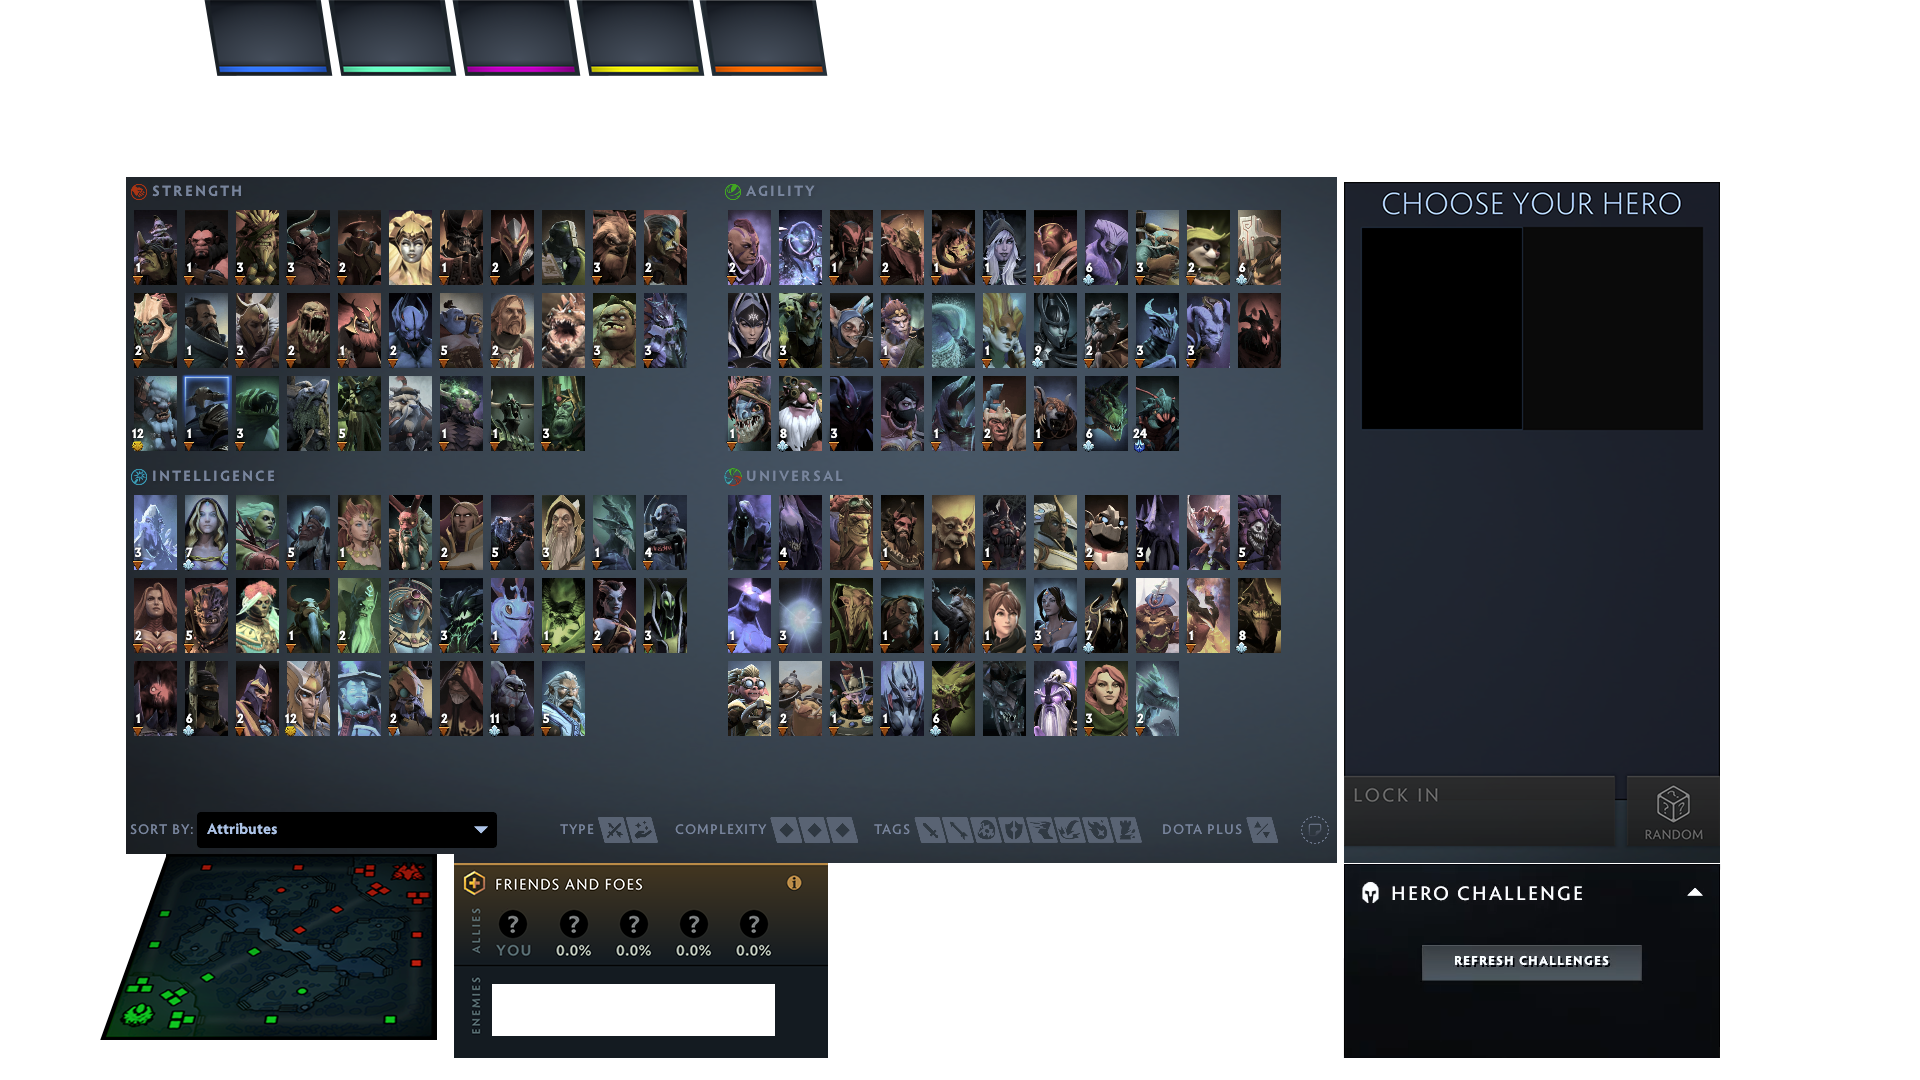 STRENGTH
1 1 3 3 2 1 2 3 2
2 1 3 2 1 2 5 2 3 3
12 1 3 5 1 1 3
AGILITY
2 1 2 1 1 1 6 3 2 6
3 1 1 9 2 3 3
1 8 3 1 2 1 6 24
INTELLIGENCE
3 7 5 1 2 5 3 1 4
2 5 1 2 3 1 1 2 3
1 6 2 12 2 2 11 5
UNIVERSAL
4 1 1 2 3 5
1 3 1 1 1 3 7 1 8
2 1 1 6 3 2
SORT BY: Attributes
TYPE
COMPLEXITY
TAGS
DOTA PLUS
CHOOSE YOUR HERO
LOCK IN
RANDOM
FRIENDS AND FOES
i
ALLIES
? ? ? ? ?
YOU 0.0% 0.0% 0.0% 0.0%
ENEMIES
HERO CHALLENGE
REFRESH CHALLENGES